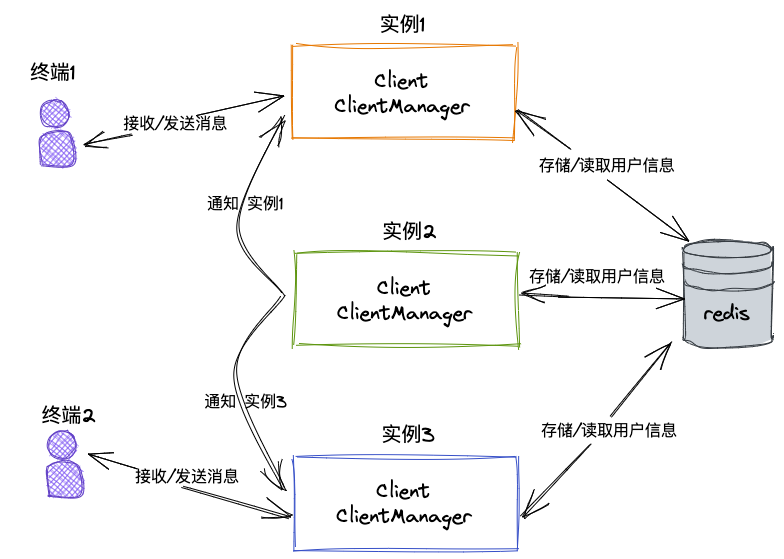 实例1
终端1
Client
ClientManager
接收/发送消息
存储/读取用户信息
通知 实例1
实例2
Client
ClientManager
存储/读取用户信息
redis
通知 实例3
终端2
实例3
存储/读取用户信息
接收/发送消息
Client
ClientManager